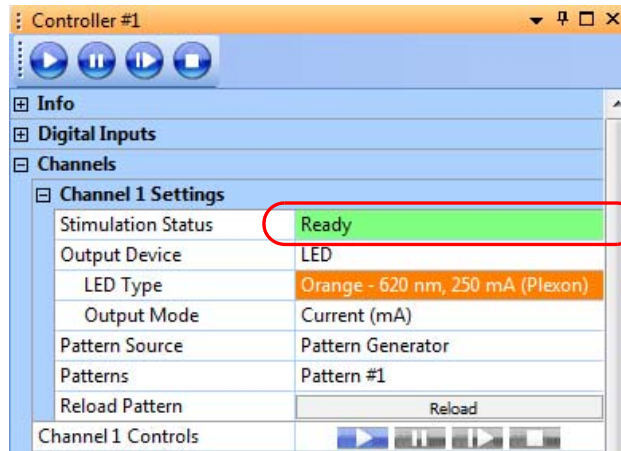 Controller #1
Info
Digital Inputs
Channels
Channel 1 Settings
Stimulation Status Ready
Output Device LED
LED Type Orange - 620 nm, 250 mA (Plexon)
Output Mode Current (mA)
Pattern Source Pattern Generator
Patterns Pattern #1
Reload Pattern Reload
Channel 1 Controls